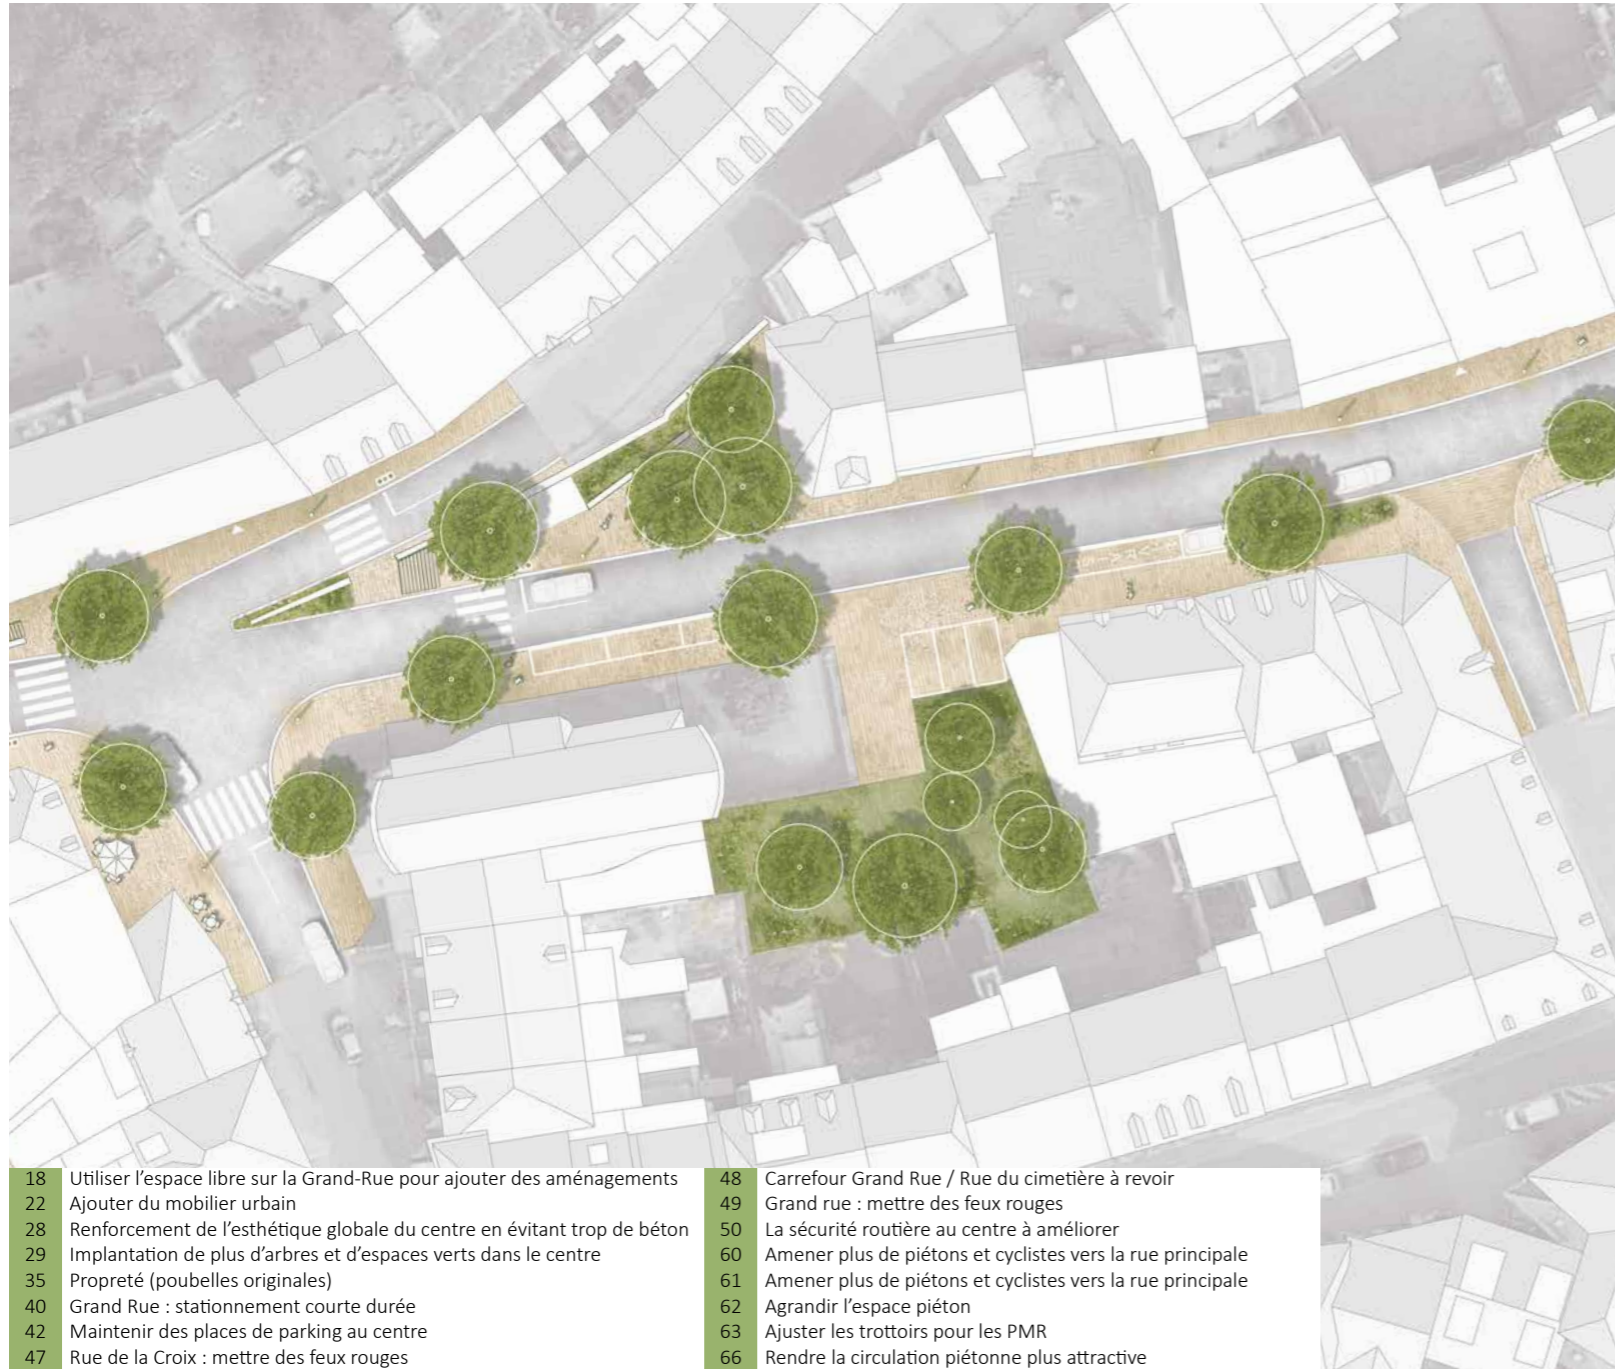 18 Utiliser l'espace libre sur la Grand-Rue pour ajouter des aménagements
22 Ajouter du mobilier urbain
28 Renforcement de l'esthétique globale du centre en évitant trop de béton
29 Implantation de plus d'arbres et d'espaces verts dans le centre
35 Propreté (poubelles originales)
40 Grand Rue : stationnement courte durée
42 Maintenir des places de parking au centre
47 Rue de la Croix : mettre des feux rouges
48 Carrefour Grand Rue / Rue du cimetière à revoir
49 Grand rue : mettre des feux rouges
50 La sécurité routière au centre à améliorer
60 Amener plus de piétons et cyclistes vers la rue principale
61 Amener plus de piétons et cyclistes vers la rue principale
62 Agrandir l'espace piéton
63 Ajuster les trottoirs pour les PMR
66 Rendre la circulation piétonne plus attractive